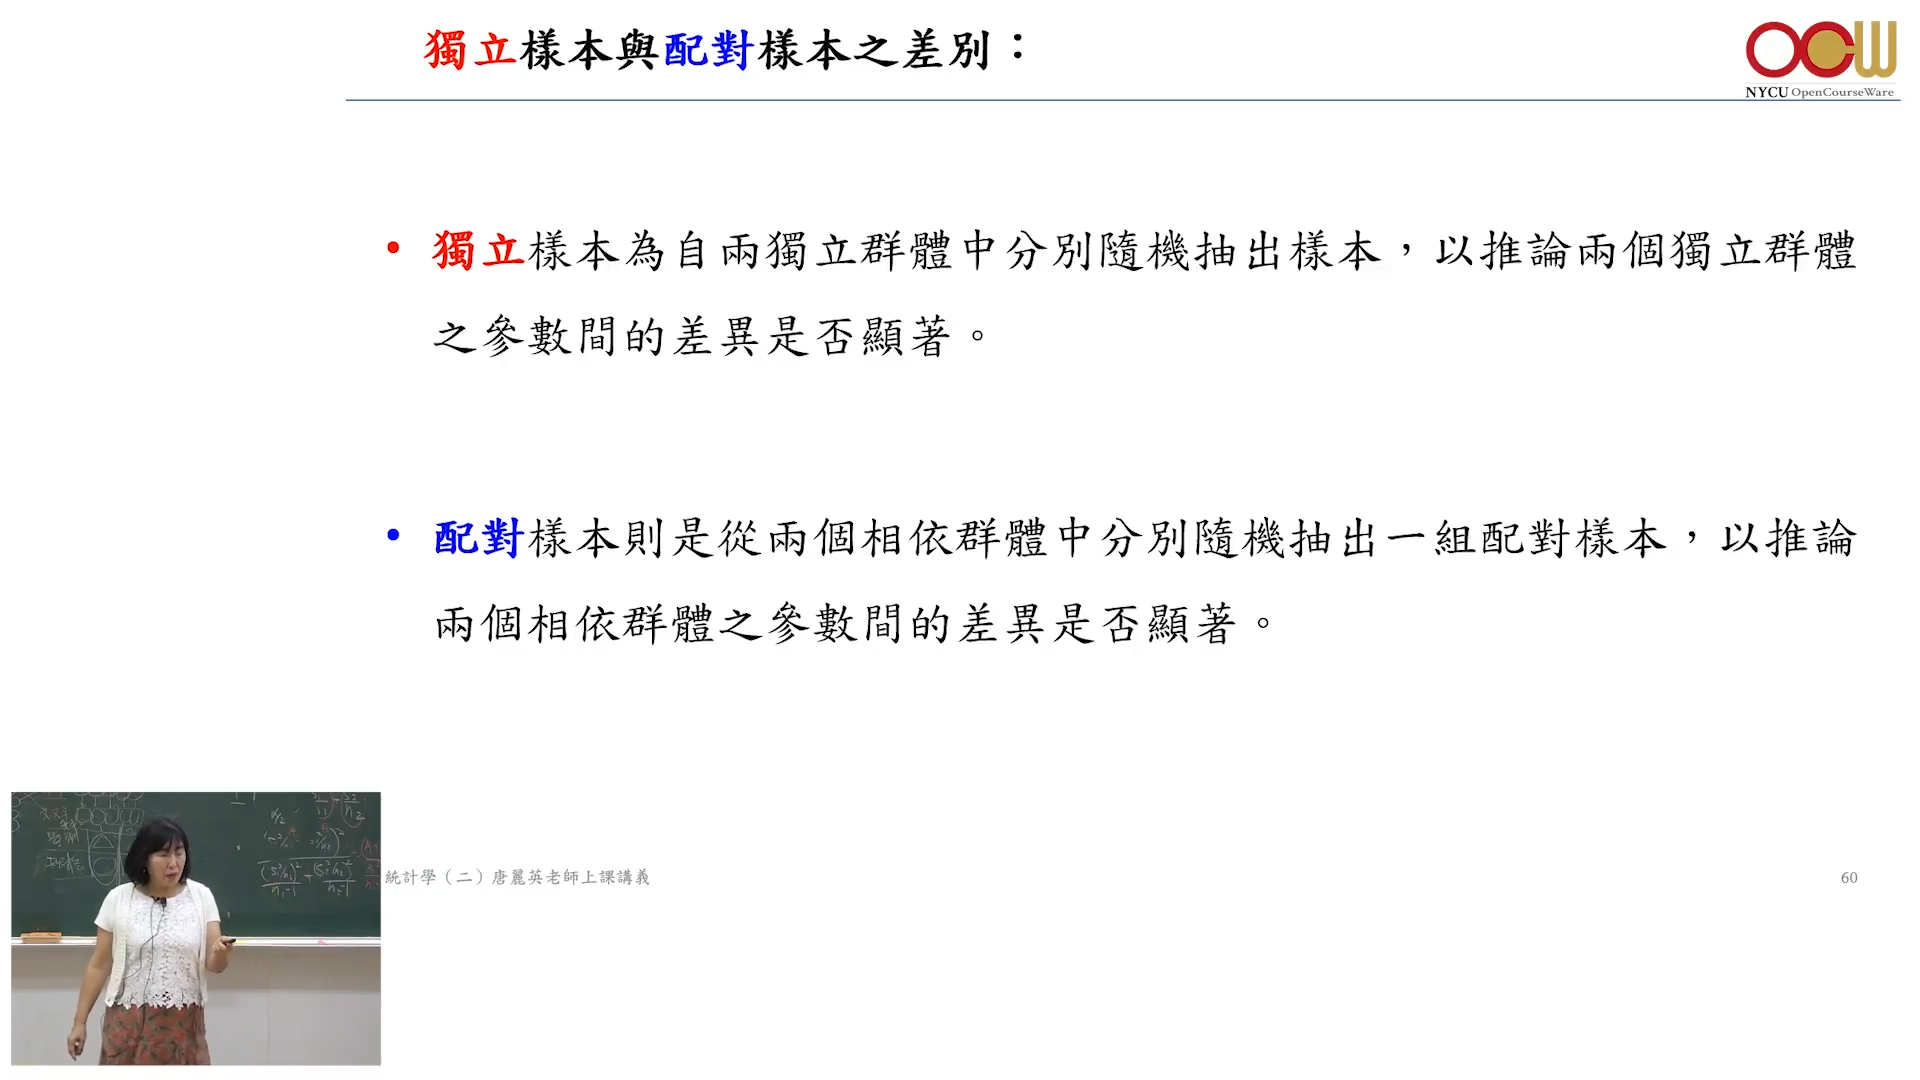 獨立樣本與配對樣本之差別：
OCW
NYCU OpenCourseWare
• 獨立樣本為自兩獨立群體中分別隨機抽出樣本，以推論兩個獨立群體
之參數間的差異是否顯著。
• 配對樣本則是從兩個相依群體中分別隨機抽出一組配對樣本，以推論
兩個相依群體之參數間的差異是否顯著。
統計學（二）唐麗英老師上課講義
60